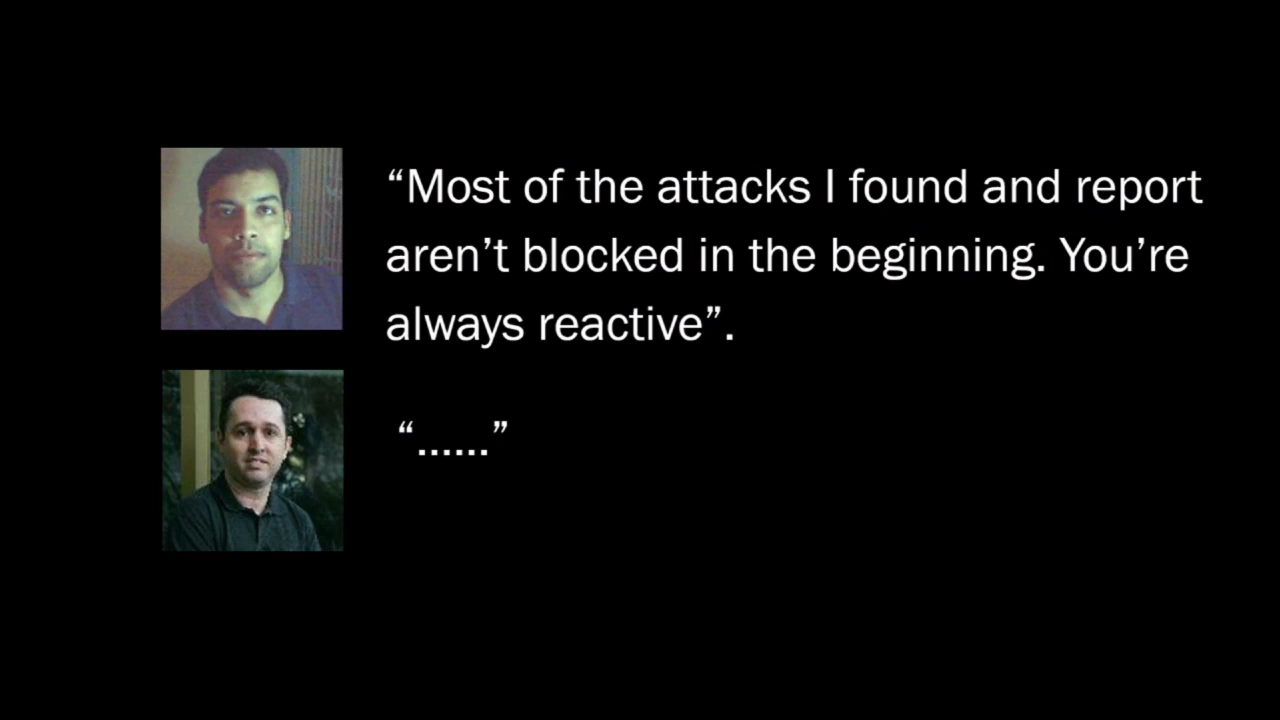 “Most of the attacks I found and report
aren’t blocked in the beginning. You’re
always reactive”.
“......”